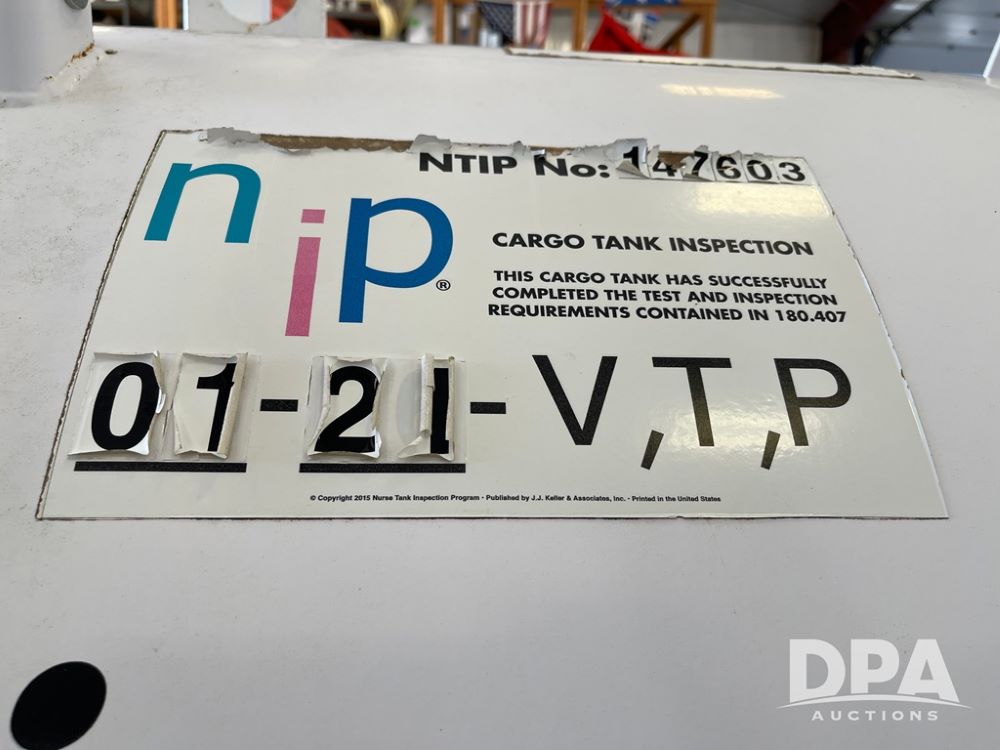 NTIP No: 147603
nip®
CARGO TANK INSPECTION
THIS CARGO TANK HAS SUCCESSFULLY
COMPLETED THE TEST AND INSPECTION
REQUIREMENTS CONTAINED IN 180.407
01-21-V,T,P
© Copyright 2015 Nurse Tank Inspection Program • Published by J.J. Keller & Associates, Inc. • Printed in the United States
DPA
AUCTIONS